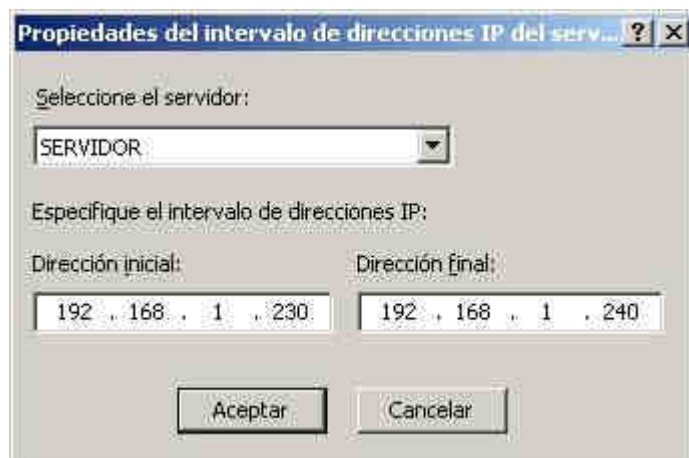 Propiedades del intervalo de direcciones IP del serv...
Seleccione el servidor:
SERVIDOR
Especifique el intervalo de direcciones IP:
Dirección inicial: Dirección final:
192 . 168 . 1 . 230 192 . 168 . 1 . 240
Aceptar Cancelar